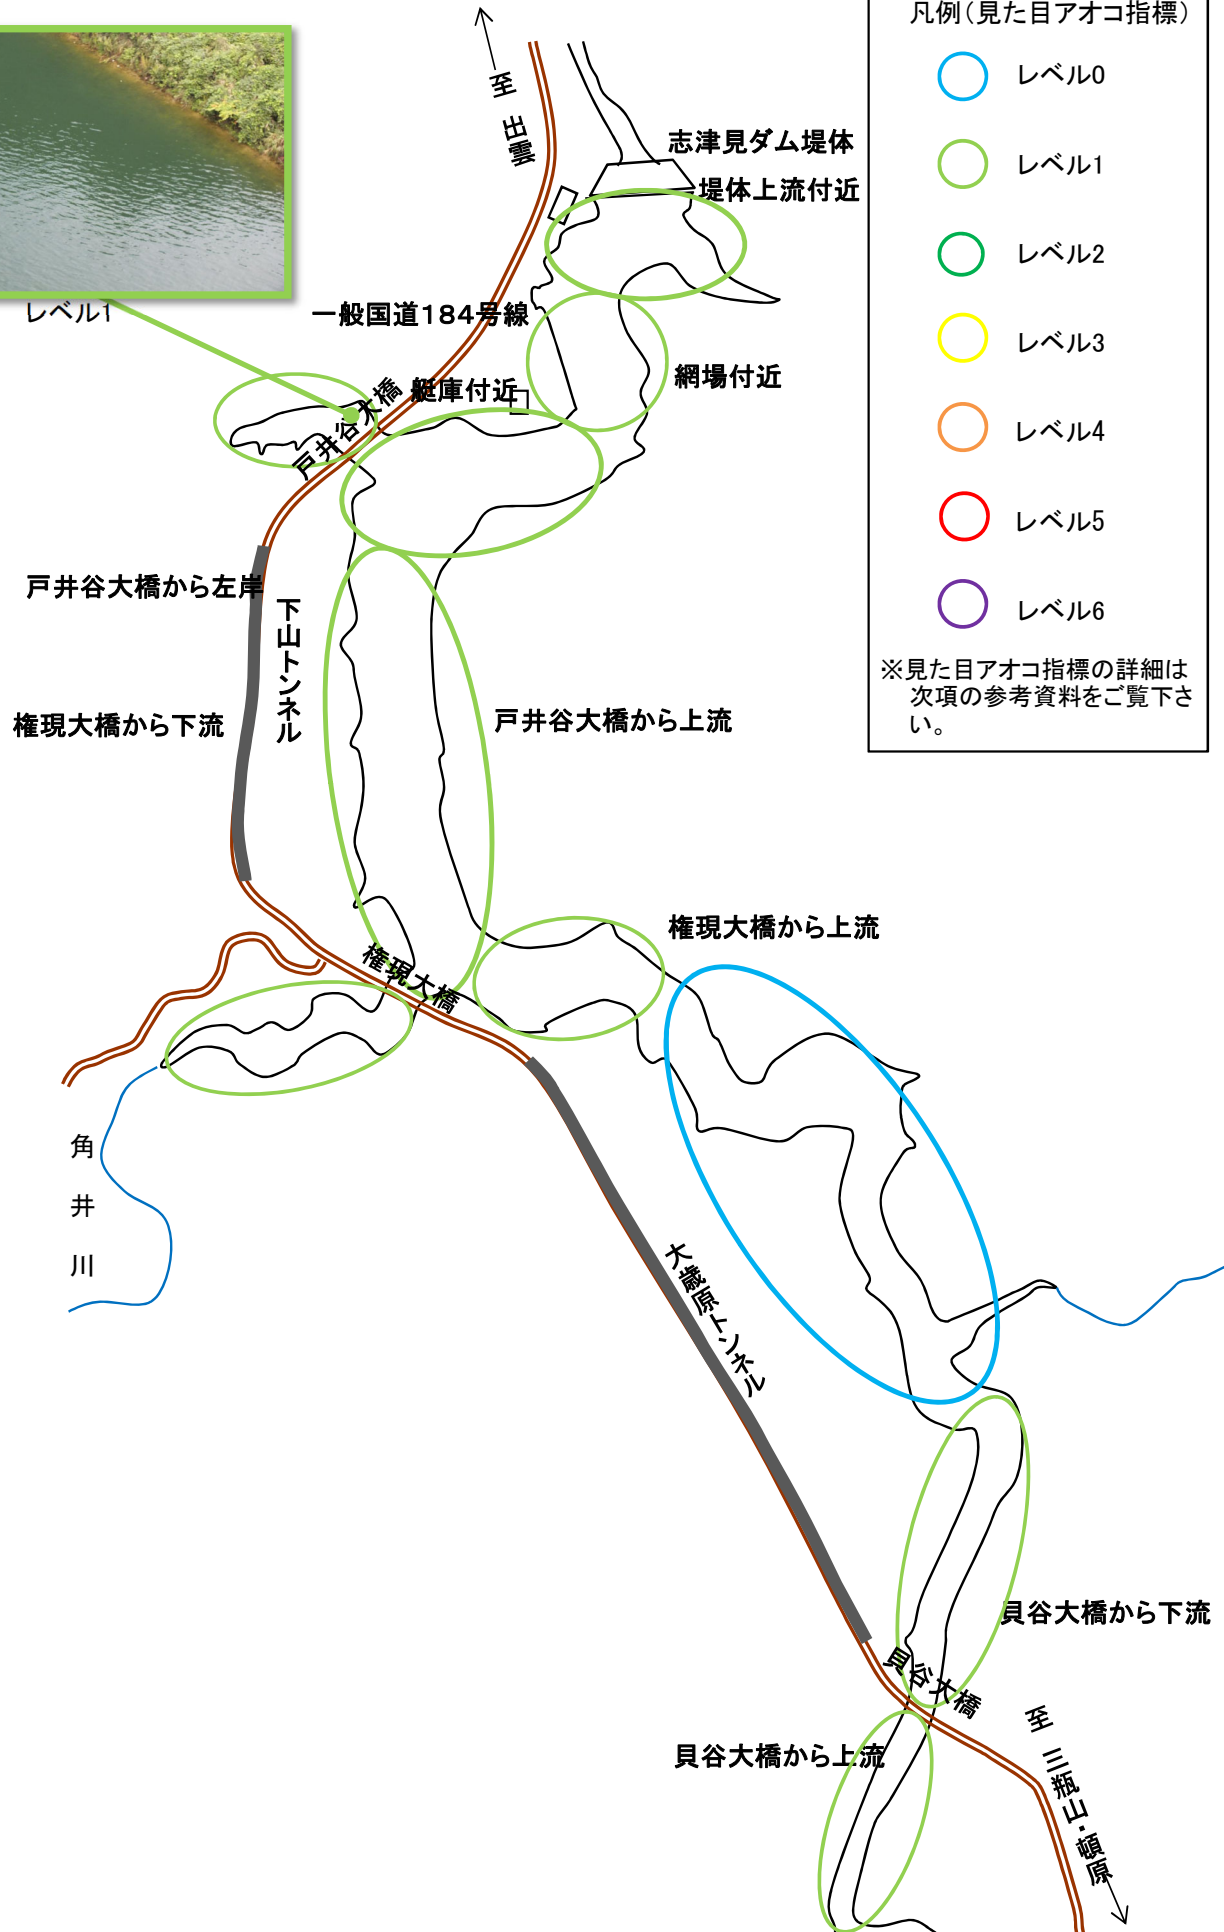 凡例(見た目アオコ指標)
レベル0
レベル1
レベル2
レベル3
レベル4
レベル5
レベル6
※見た目アオコ指標の詳細は
次項の参考資料をご覧下さ
い。
至 出雲
志津見ダム堤体
堤体上流付近
レベル1
一般国道184号線
網場付近
艇庫付近
戸井谷大橋
戸井谷大橋から左岸
下山トンネル
権現大橋から下流
戸井谷大橋から上流
権現大橋から上流
権現大橋
角井川
大歳原トンネル
貝谷大橋から下流
貝谷大橋
貝谷大橋から上流
至 三瓶山・頓原